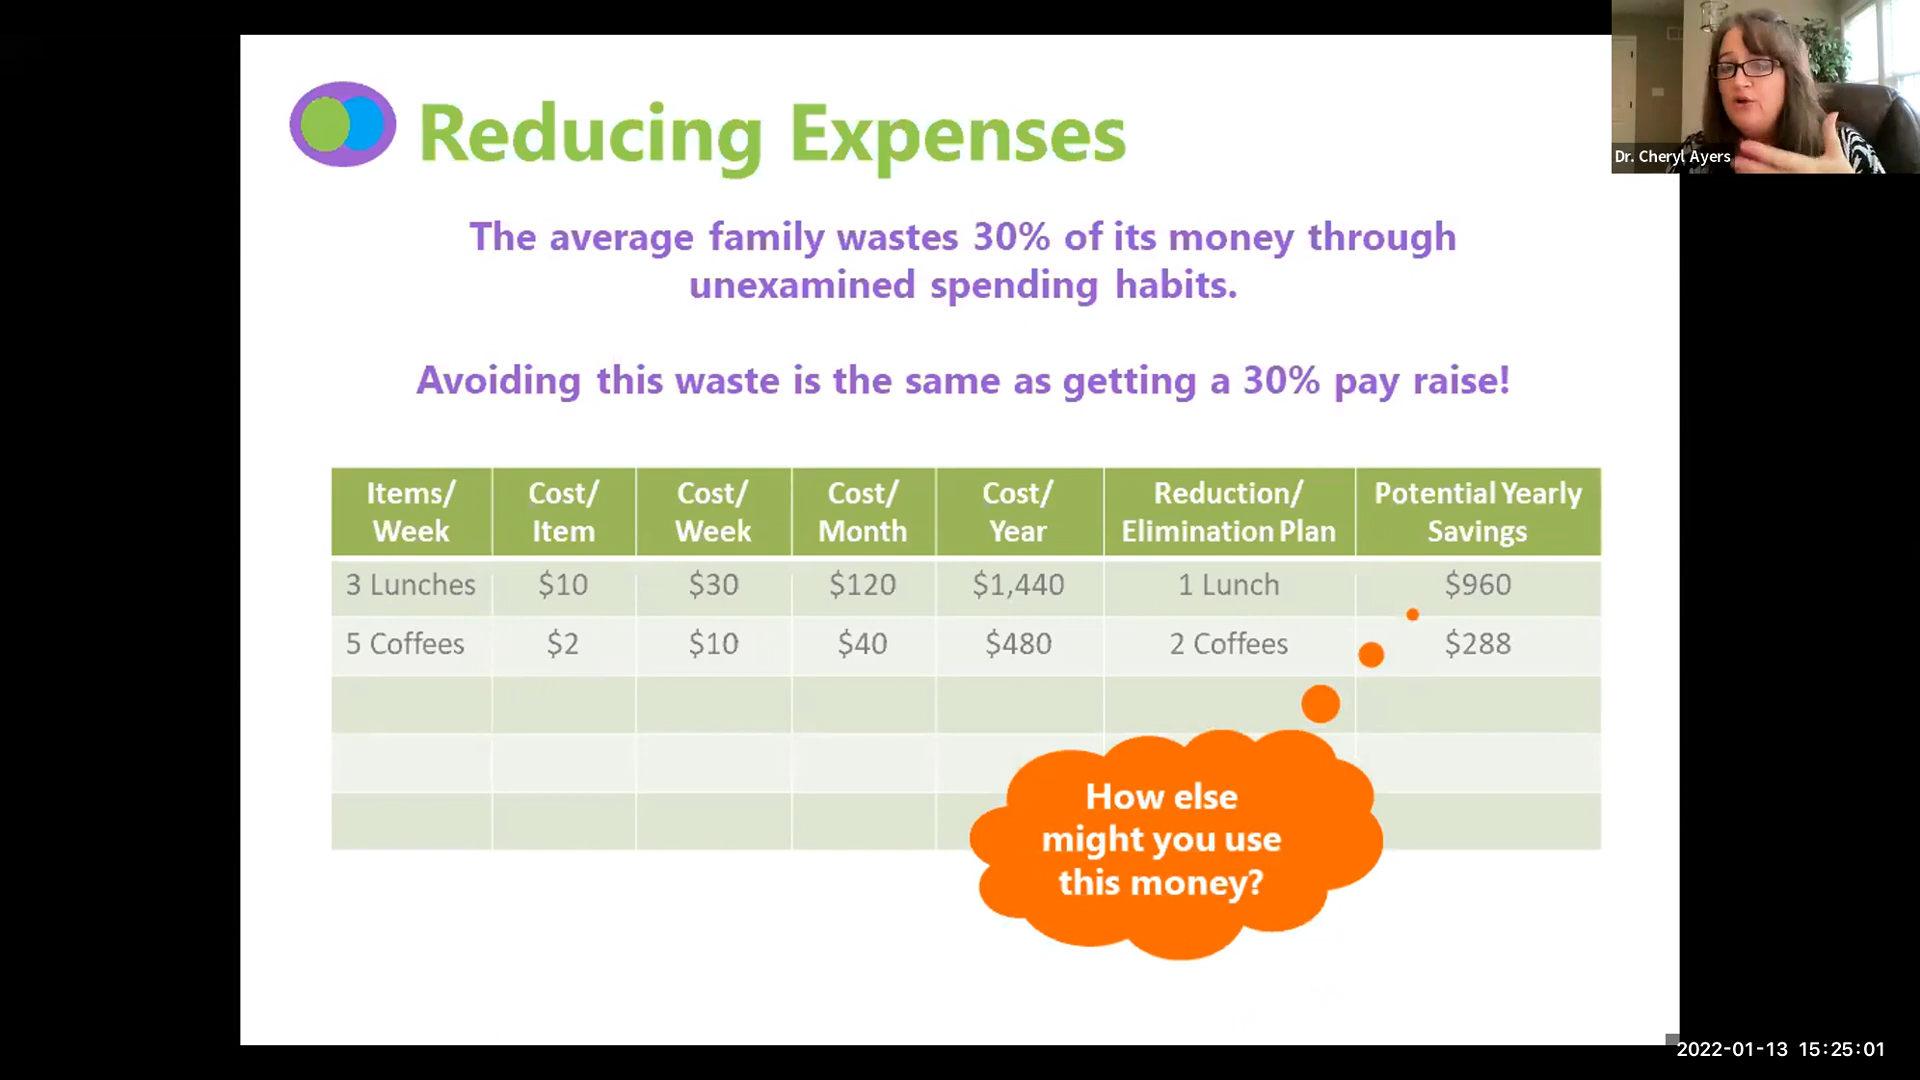 Reducing Expenses
Dr. Cheryl Ayers
The average family wastes 30% of its money through
unexamined spending habits.
Avoiding this waste is the same as getting a 30% pay raise!
Items/ Cost/ Cost/ Cost/ Cost/ Reduction/ Potential Yearly
Week Item Week Month Year Elimination Plan Savings
3 Lunches $10 $30 $120 $1,440 1 Lunch $960
5 Coffees $2 $10 $40 $480 2 Coffees $288
How else
might you use
this money?
2022-01-13 15:25:01